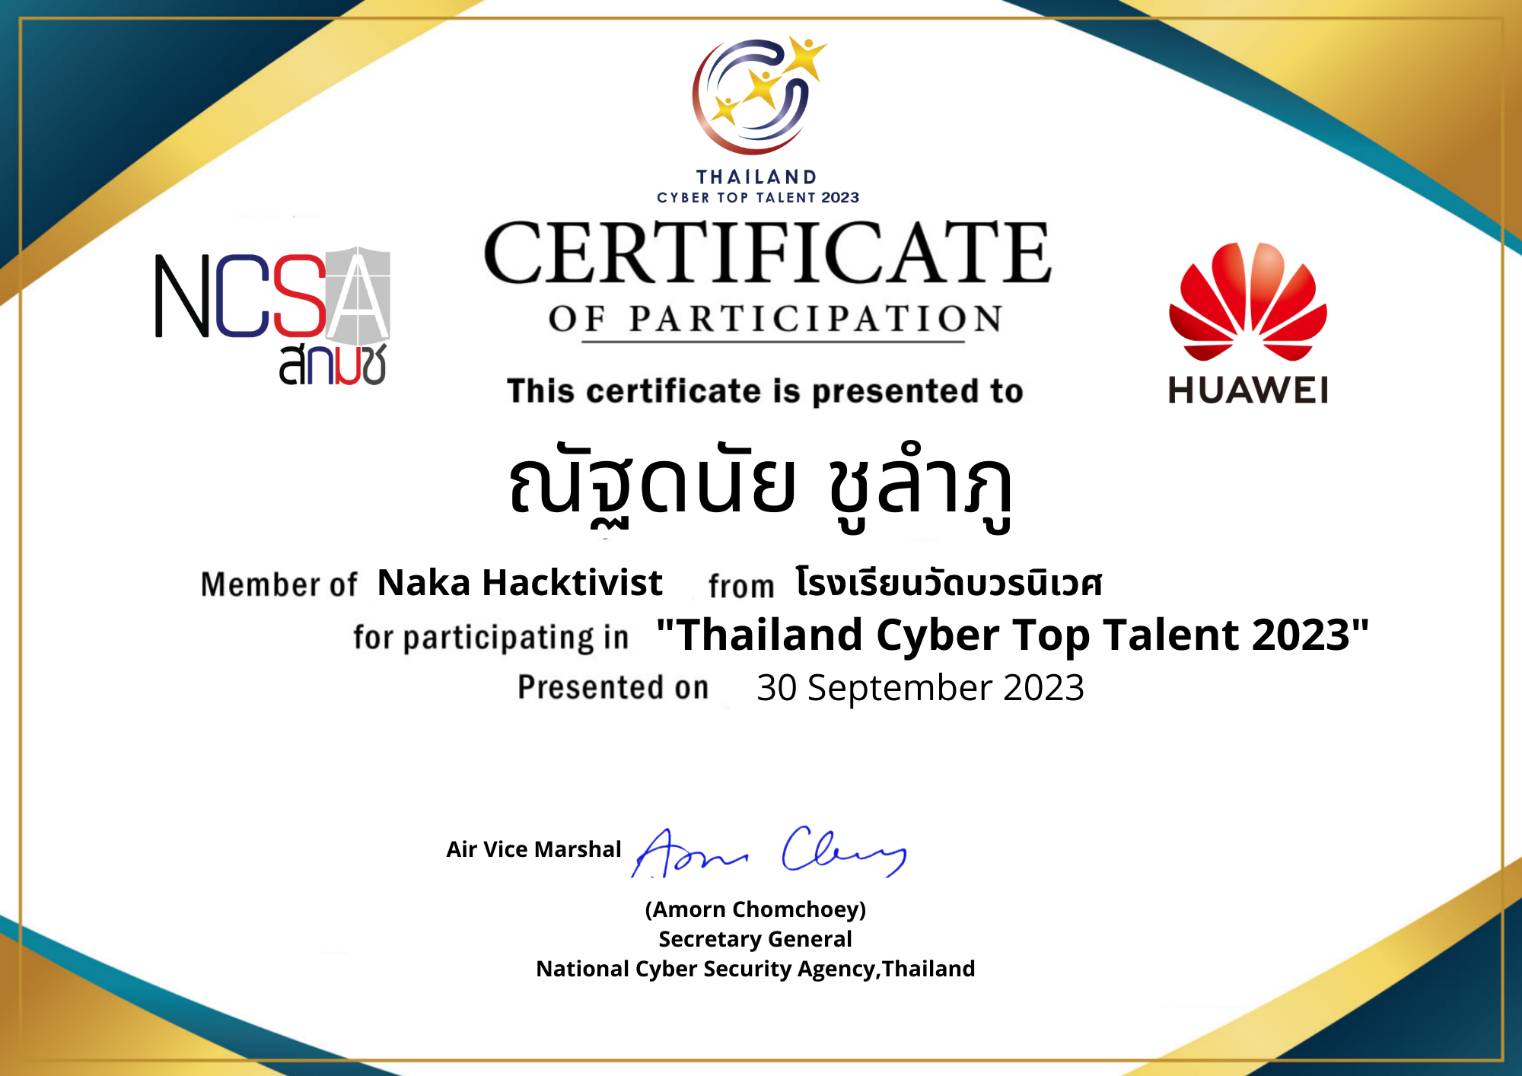 THAILAND
CYBER TOP TALENT 2023
NCSA
สกมช
CERTIFICATE
OF PARTICIPATION
HUAWEI
This certificate is presented to
ณัฐดนัย ชูลำภู
Member of Naka Hacktivist from โรงเรียนวัดบวรนิเวศ
for participating in "Thailand Cyber Top Talent 2023"
Presented on 30 September 2023
Air Vice Marshal
(Amorn Chomchoey)
Secretary General
National Cyber Security Agency,Thailand